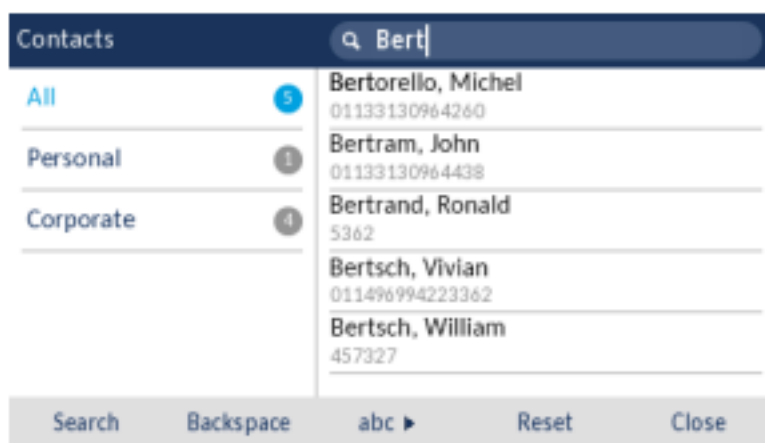 Contacts
Bert
All 5
Personal 1
Corporate 4
Bertorello, Michel
01133130964260
Bertram, John
01133130964438
Bertrand, Ronald
5362
Bertsch, Vivian
011496994223362
Bertsch, William
457327
Search Backspace abc ▶ Reset Close